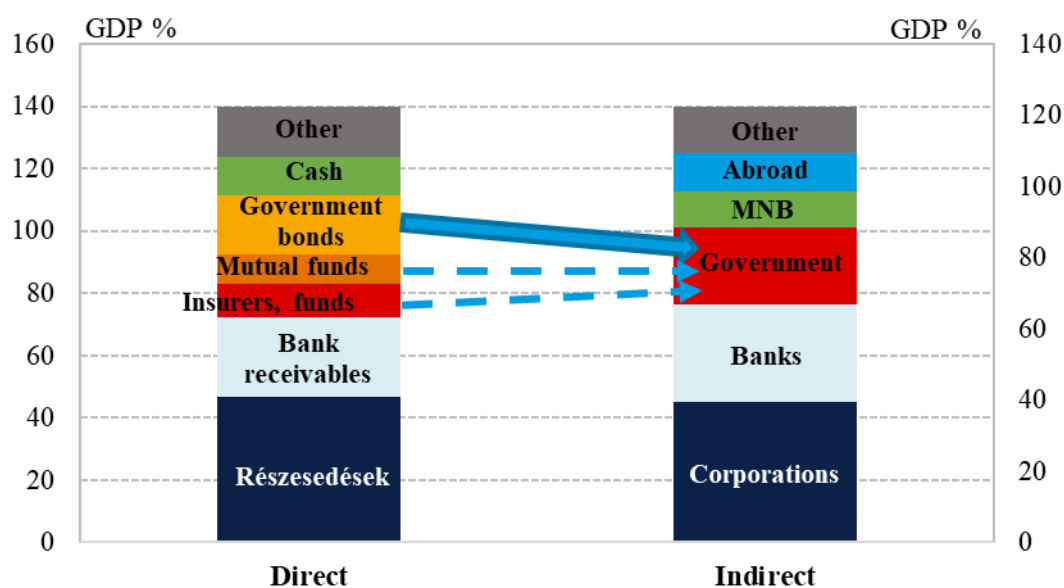 GDP %
GDP %
160
140
120
100
80
60
40
20
0
Other
Cash
Government
bonds
Mutual funds
Insurers, funds
Bank
receivables
Részesedések
Other
Abroad
MNB
Government
Banks
Corporations
140
120
100
80
60
40
20
0
Direct
Indirect